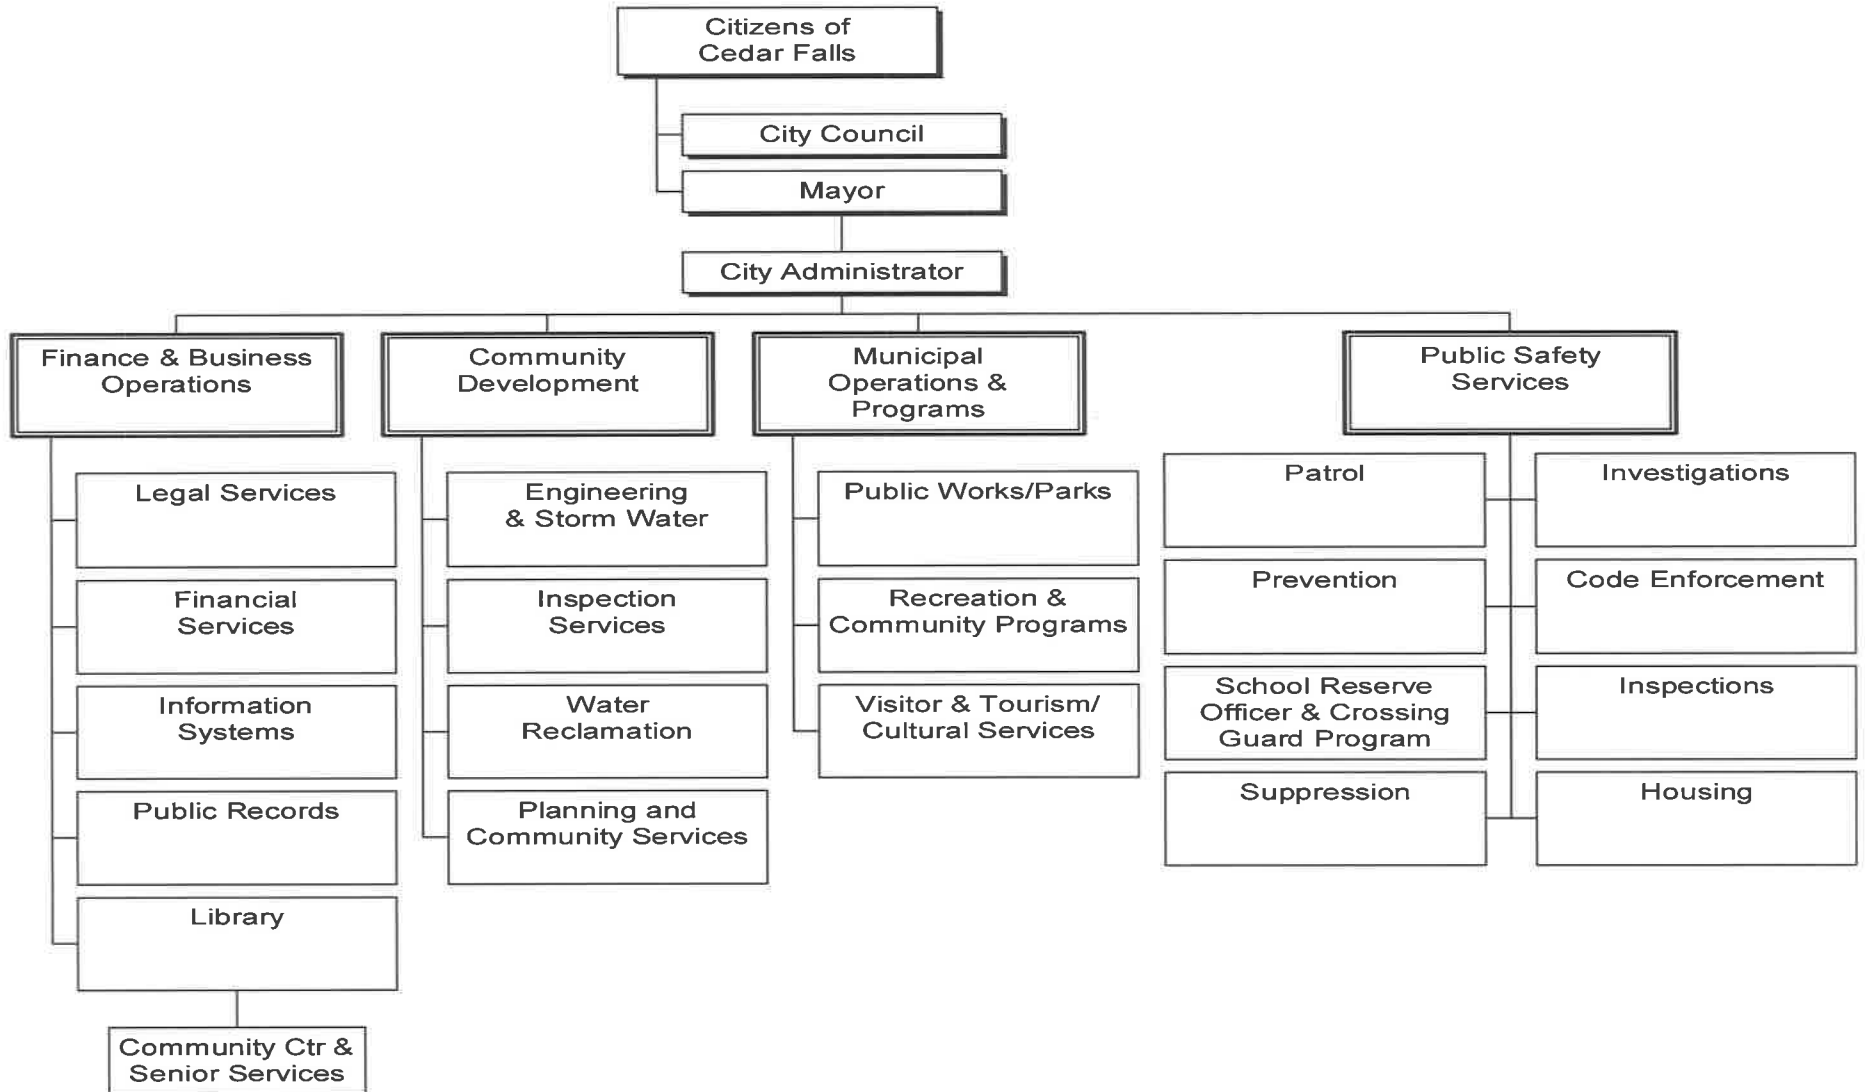 Citizens of
Cedar Falls
City Council
Mayor
City Administrator
Finance & Business
Operations
Community
Development
Municipal
Operations &
Programs
Public Safety
Services
Legal Services
Financial
Services
Information
Systems
Public Records
Library
Community Ctr &
Senior Services
Engineering
& Storm Water
Inspection
Services
Water
Reclamation
Planning and
Community Services
Public Works/Parks
Recreation &
Community Programs
Visitor & Tourism/
Cultural Services
Patrol
Prevention
School Reserve
Officer & Crossing
Guard Program
Suppression
Investigations
Code Enforcement
Inspections
Housing